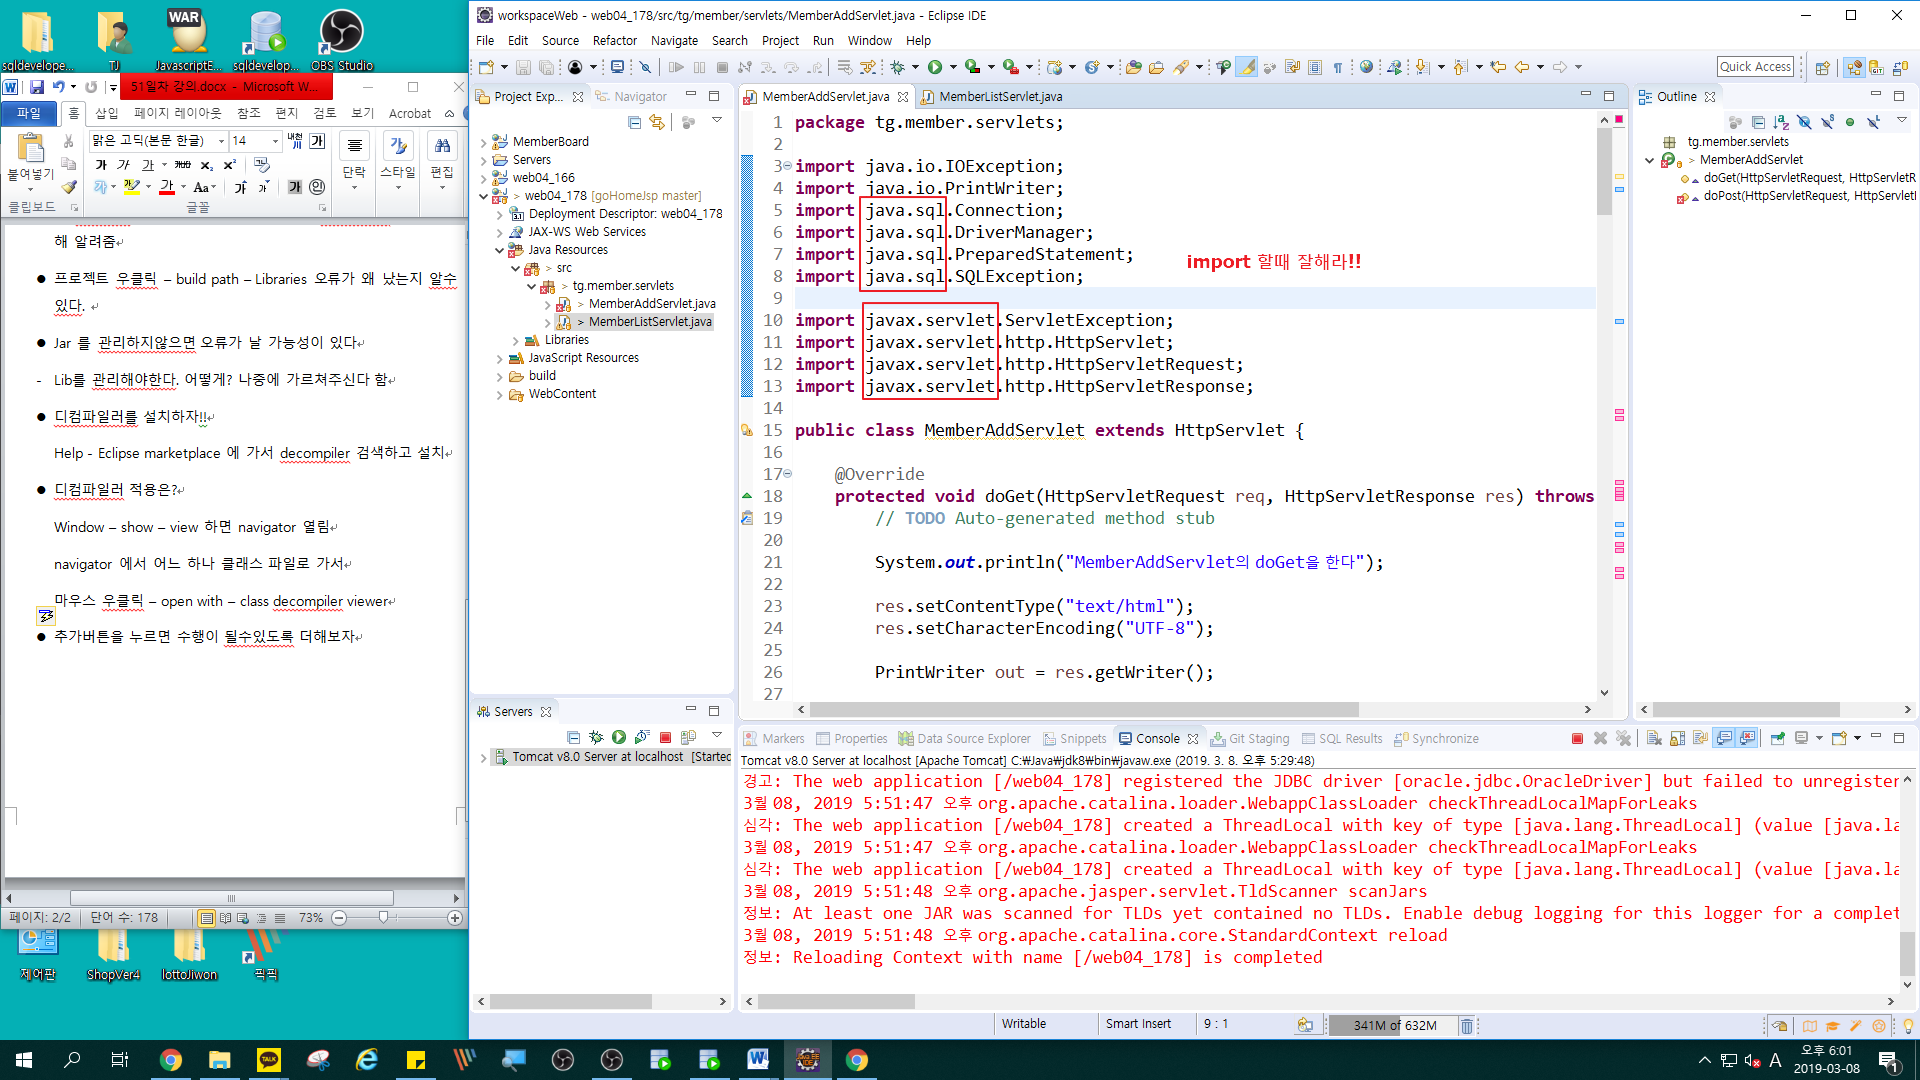 sqldevelope...
TJ
JavascriptE...
sqldevelope...
OBS Studio
51일차 강의.docx - Microsoft W...
파일
홈
삽입
페이지 레이아웃
참조
편지
검토
보기
Acrobat
맑은 고딕(본문 한글)
14
붙여넣기
클립보드
글꼴
단락
스타일
편집
해 알려줌
● 프로젝트 우클릭 – build path – Libraries 오류가 왜 났는지 알수
있다.
● Jar 를 관리하지않으면 오류가 날 가능성이 있다
- Lib를 관리해야한다. 어떻게? 나중에 가르쳐주신다 함
● 디컴파일러를 설치하자!!
Help - Eclipse marketplace 에 가서 decompiler 검색하고 설치
● 디컴파일러 적용은?
Window – show – view 하면 navigator 열림
navigator 에서 어느 하나 클래스 파일로 가서
마우스 우클릭 – open with – class decompiler viewer
● 추가버튼을 누르면 수행이 될수있도록 더해보자
페이지: 2/2
단어 수: 178
73%
제어판
ShopVer4
lottoJiwon
픽픽
workspaceWeb - web04_178/src/tg/member/servlets/MemberAddServlet.java - Eclipse IDE
File Edit Source Refactor Navigate Search Project Run Window Help
Quick Access
Project Exp...
Navigator
MemberBoard
Servers
web04_166
> web04_178 [goHomeJsp master]
Deployment Descriptor: web04_178
JAX-WS Web Services
Java Resources
> src
> tg.member.servlets
> MemberAddServlet.java
> MemberListServlet.java
Libraries
JavaScript Resources
build
WebContent
Servers
Tomcat v8.0 Server at localhost [Started
MemberAddServlet.java
MemberListServlet.java
1 package tg.member.servlets;
2
3 import java.io.IOException;
4 import java.io.PrintWriter;
5 import java.sql.Connection;
6 import java.sql.DriverManager;
7 import java.sql.PreparedStatement;
8 import java.sql.SQLException;
9
10 import javax.servlet.ServletException;
11 import javax.servlet.http.HttpServlet;
12 import javax.servlet.http.HttpServletRequest;
13 import javax.servlet.http.HttpServletResponse;
14
15 public class MemberAddServlet extends HttpServlet {
16
17 @Override
18 protected void doGet(HttpServletRequest req, HttpServletResponse res) throws
19 // TODO Auto-generated method stub
20
21 System.out.println("MemberAddServlet의 doGet을 한다");
22
23 res.setContentType("text/html");
24 res.setCharacterEncoding("UTF-8");
25
26 PrintWriter out = res.getWriter();
27
import 할때 잘해라!!
Outline
tg.member.servlets
> MemberAddServlet
doGet(HttpServletRequest, HttpServletR
doPost(HttpServletRequest, HttpServletI
Markers
Properties
Data Source Explorer
Snippets
Console
Git Staging
SQL Results
Synchronize
Tomcat v8.0 Server at localhost [Apache Tomcat] C:₩Java₩jdk8₩bin₩javaw.exe (2019. 3. 8. 오후 5:29:48)
경고: The web application [/web04_178] registered the JDBC driver [oracle.jdbc.OracleDriver] but failed to unregister
3월 08, 2019 5:51:47 오후 org.apache.catalina.loader.WebappClassLoader checkThreadLocalMapForLeaks
심각: The web application [/web04_178] created a ThreadLocal with key of type [java.lang.ThreadLocal] (value [java.la
3월 08, 2019 5:51:47 오후 org.apache.catalina.loader.WebappClassLoader checkThreadLocalMapForLeaks
심각: The web application [/web04_178] created a ThreadLocal with key of type [java.lang.ThreadLocal] (value [java.la
3월 08, 2019 5:51:48 오후 org.apache.jasper.servlet.TldScanner scanJars
정보: At least one JAR was scanned for TLDs yet contained no TLDs. Enable debug logging for this logger for a complet
3월 08, 2019 5:51:48 오후 org.apache.catalina.core.StandardContext reload
정보: Reloading Context with name [/web04_178] is completed
Writable
Smart Insert
9 : 1
341M of 632M
A
오후 6:01
2019-03-08
1